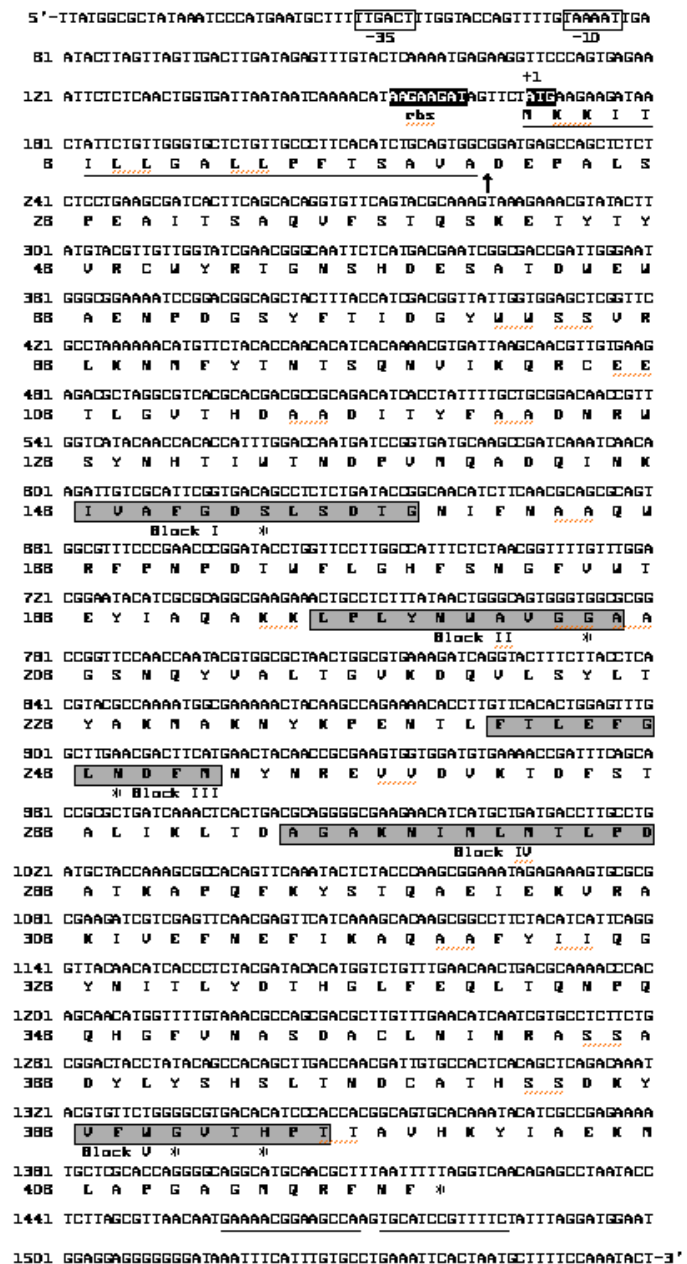 5'-TTATGGCGCTATAAATCCCATGAATGCTTTTTGACTTTGGTACCAGTTTTGTAAAATTGA
-35 -10
61 ATACTTAGTTAGTTGACTTGATAGAGTTTGTACTCAAAATGAGAAGGTTCCCAGTGAGAA
+1
121 ATTCTCTCAACTGGTGATTAATAATCAAAACATAAGAAGATAGTTCTATGAAGAAGATAA
rbs M K K I T
181 CTATTCTGTTGGGTGCTCTGTTGCCCTTCACATCTGCAGTGGCGGATGAGCCAGCTCTCT
8 I L L G A L L P F T S A V A D E P A L S
241 CTCCTGAAGCGATCACTTCAGCACAGGTGTTCAGTACGCAAAGTAAAGAAACGTATACTT
28 P E A I T S A Q V F S T Q S K E T Y T Y
301 ATGTACGTTGTTGGTATCGAACGGGCAATTCTCATGACGAATCGGCGACCGATTGGGAAT
48 V R C W Y R T G N S H D E S A T D W E W
361 GGGCGGAAAATCCGGACGGCAGCTACTTTACCATCGACGGTTATTGGTGGAGCTCGGTTC
68 A E N P D G S Y F T I D G Y W W S S V R
421 GCCTAAAAAACATGTTCTACACCAACACATCACAAAACGTGATTAAGCAACGTTGTGAAG
88 L K N M F Y T N T S Q N V I K Q R C E E
481 AGACGCTAGGCGTCACGCACGACGCCGCAGACATCACCTATTTTGCTGCGGACAACCGTT
108 T L G V T H D A A D I T Y F A A D N R W
541 GGTCATACAACCACACCATTTGGACCAATGATCCGGTGATGCAAGCCGATCAAATCAACA
128 S Y N H T I W T N D P V M Q A D Q I N K
601 AGATTGTCGCATTCGGTGACAGCCTCTCTGATACCGGCAACATCTTCAACGCAGCGCAGT
148 I V A F G D S L S D T G N I F N A A Q W
Block I *
661 GGCGTTTCCCGAACCCGGATACCTGGTTCCTTGGCCATTTCTCTAACGGTTTTGTTTGGA
168 R F P N P D T W F L G H F S N G F V W T
721 CGGAATACATCGCGCAGGCGAAGAAACTGCCTCTTTATAACTGGGCAGTGGGTGGCGCGG
188 E Y I A Q A K K L P L Y N W A V G G A A
Block II *
781 CCGGTTCCAACCAATACGTGGCGCTAACTGGCGTGAAAGATCAGGTACTTTCTTACCTCA
208 G S N Q Y V A L T G V K D Q V L S Y L T
841 CGTACGCCAAAATGGCGAAAAACTACAAGCCAGAAAACACCTTGTTCACACTGGAGTTTG
228 Y A K M A K N Y K P E N T L F T L E F G
901 GCTTGAACGACTTCATGAACTACAACCGCGAAGTGGTGGATGTGAAAACCGATTTCAGCA
248 L N D F M N Y N R E V V D V K T D F S T
* Block III
961 CCGCGCTGATCAAACTCACTGACGCAGGGGCGAAGAACATCATGCTGATGACCTTGCCTG
268 A L I K L T D A G A K N I M L M T L P D
Block IV
1021 ATGCTACCAAAGCGCCACAGTTCAAATACTCTACCCAAGCGGAAATAGAGAAAGTGCGCG
288 A T K A P Q F K Y S T Q A E I E K V R A
1081 CGAAGATCGTCGAGTTCAACGAGTTCATCAAAGCACAAGCGGCCTTCTACATCATTCAGG
308 K I V E F N E F I K A Q A A F Y I I Q G
1141 GTTACAACATCACCCTCTACGATACACATGGTCTGTTTGAACAACTGACGCAAAACCCAC
328 Y N I T L Y D T H G L F E Q L T Q N P Q
1201 AGCAACATGGTTTTGTAAACGCCAGCGACGCTTGTTTGAACATCAATCGTGCCTCTTCTG
348 Q H G F V N A S D A C L N I N R A S S A
1261 CGGACTACCTATACAGCCACAGCTTGACCAACGATTGTGCCACTCACAGCTCAGACAAAT
368 D Y L Y S H S L T N D C A T H S S D K Y
1321 ACGTGTTCTGGGGCGTGACACATCCCACCACGGCAGTGCACAAATACATCGCCGAGAAAA
388 V F W G V T H P T T A V H K Y I A E K M
Block V * *
1381 TGCTCGCACCAGGGGCAGGCATGCAACGCTTTAATTTTTAGGTCAACAGAGCCTAATACC
408 L A P G A G M Q R F N F *
1441 TCTTAGCGTTAACAATGAAAACGGAAGCCAAGTGCATCCGTTTTCTATTTAGGATGGAAT
1501 GGAGGAGGGGGGGATAAATTTCATTTGTGCCTGAAATTCACTAATGCTTTTCCAAATACT-3'